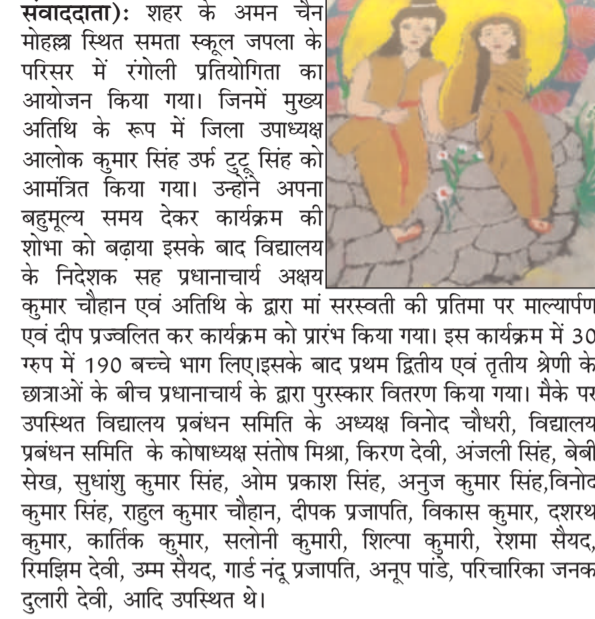 संवाददाता): शहर के अमन चैन
मोहल्ला स्थित समता स्कूल जपला के
परिसर में रंगोली प्रतियोगिता का
आयोजन किया गया। जिनमें मुख्य
अतिथि के रूप में जिला उपाध्यक्ष
आलोक कुमार सिंह उर्फ टुटू सिंह को
आमंत्रित किया गया। उन्होंने अपना
बहुमूल्य समय देकर कार्यक्रम की
शोभा को बढ़ाया इसके बाद विद्यालय
के निदेशक सह प्रधानाचार्य अक्षय
कुमार चौहान एवं अतिथि के द्वारा मां सरस्वती की प्रतिमा पर माल्यार्पण
एवं दीप प्रज्वलित कर कार्यक्रम को प्रारंभ किया गया। इस कार्यक्रम में 30
ग्रुप में 190 बच्चे भाग लिए।इसके बाद प्रथम द्वितीय एवं तृतीय श्रेणी के
छात्राओं के बीच प्रधानाचार्य के द्वारा पुरस्कार वितरण किया गया। मैके पर
उपस्थित विद्यालय प्रबंधन समिति के अध्यक्ष विनोद चौधरी, विद्यालय
प्रबंधन समिति के कोषाध्यक्ष संतोष मिश्रा, किरण देवी, अंजली सिंह, बेबी
सेख, सुधांशु कुमार सिंह, ओम प्रकाश सिंह, अनुज कुमार सिंह,विनोद
कुमार सिंह, राहुल कुमार चौहान, दीपक प्रजापति, विकास कुमार, दशरथ
कुमार, कार्तिक कुमार, सलोनी कुमारी, शिल्पा कुमारी, रेशमा सैयद,
रिमझिम देवी, उम्म सैयद, गार्ड नंदू प्रजापति, अनूप पांडे, परिचारिका जनक
दुलारी देवी, आदि उपस्थित थे।